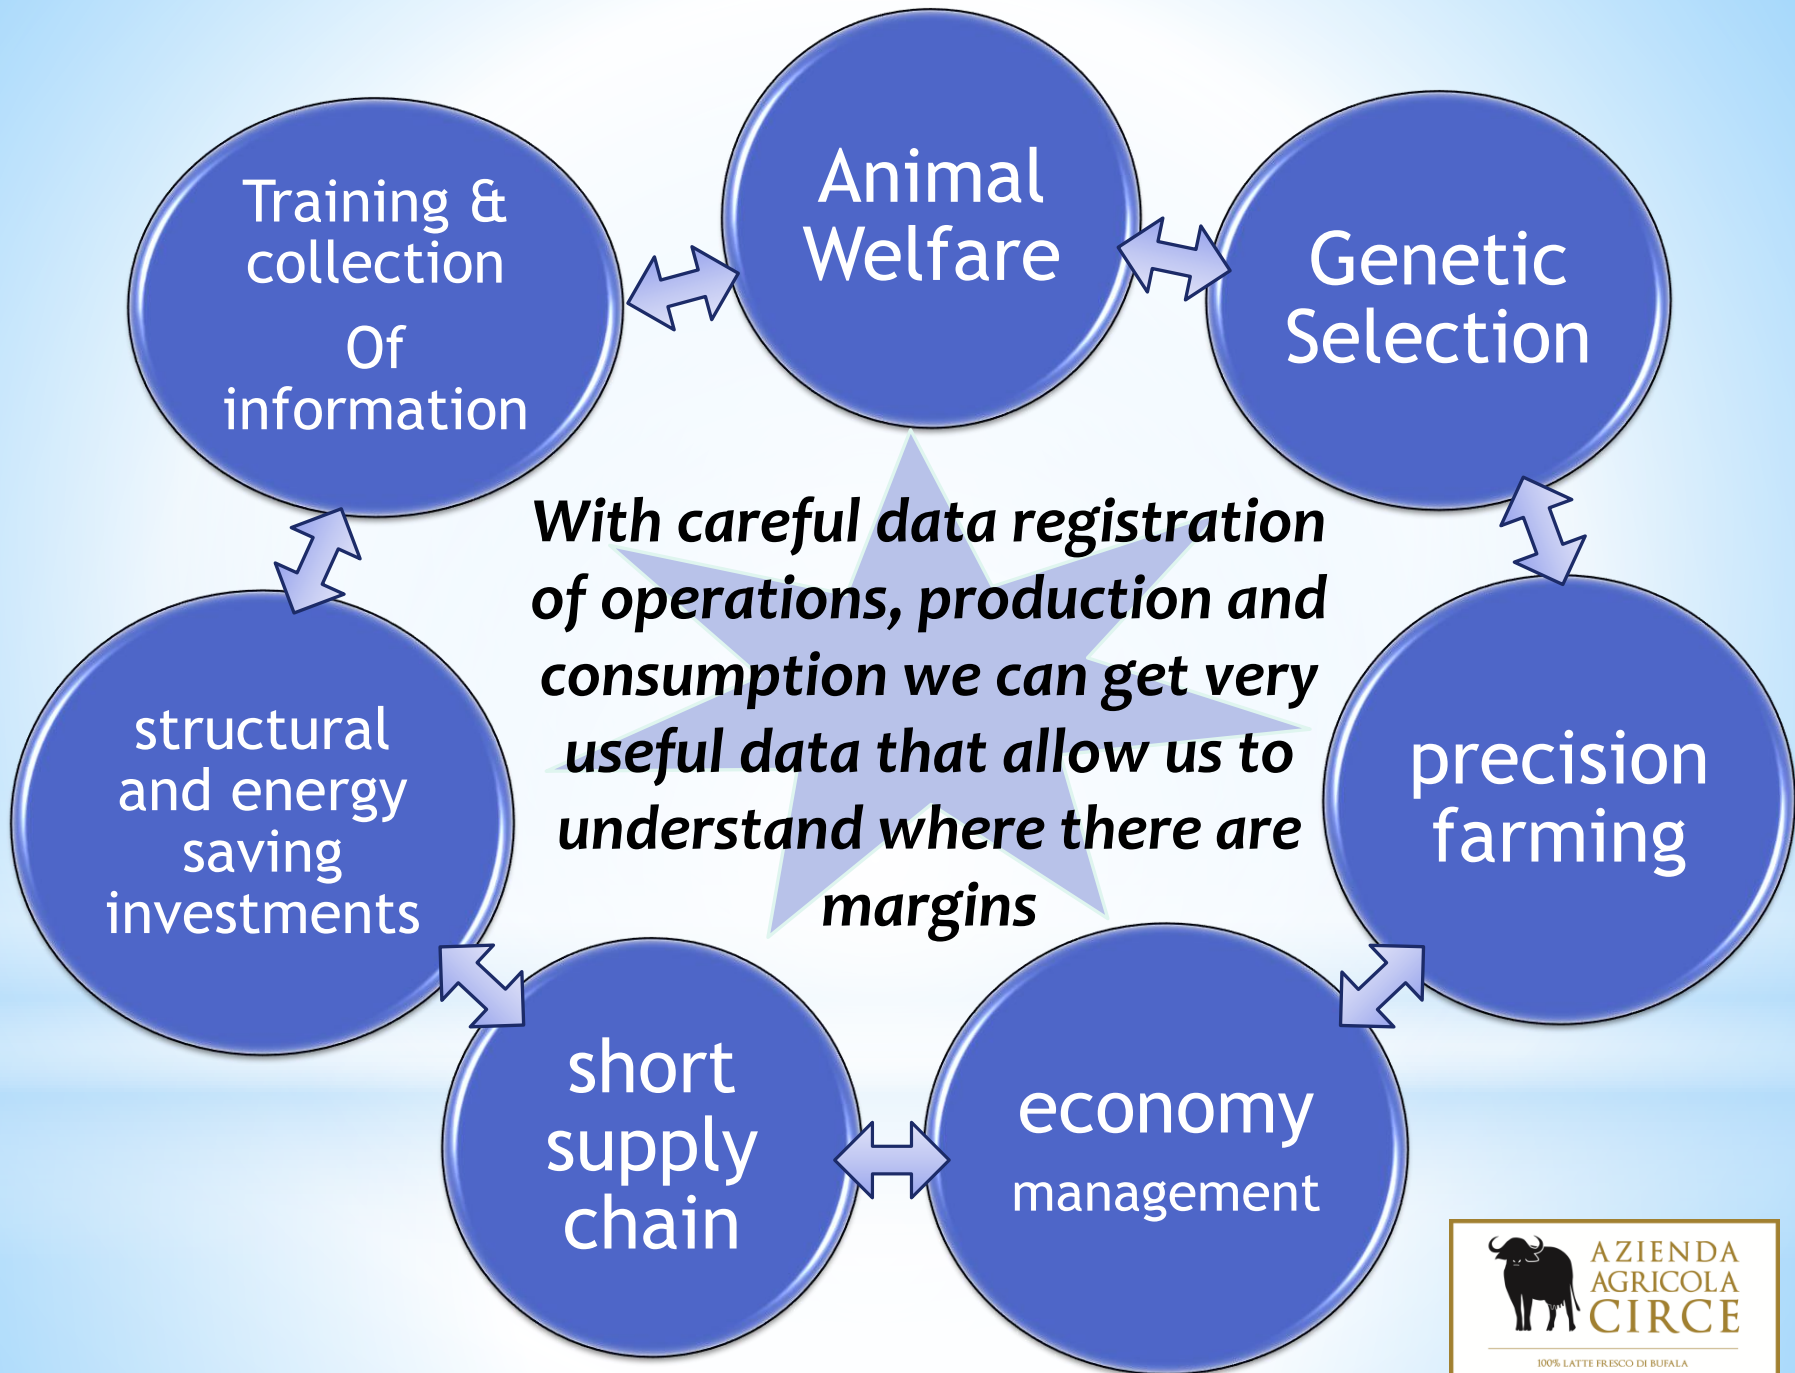 Animal
Welfare
Genetic
Selection
precision
farming
economy
management
short
supply
chain
structural
and energy
saving
investments
Training &
collection
Of
information
With careful data registration
of operations, production and
consumption we can get very
useful data that allow us to
understand where there are
margins
AZIENDA
AGRICOLA
CIRCE
100% LATTE FRESCO DI BUFALA